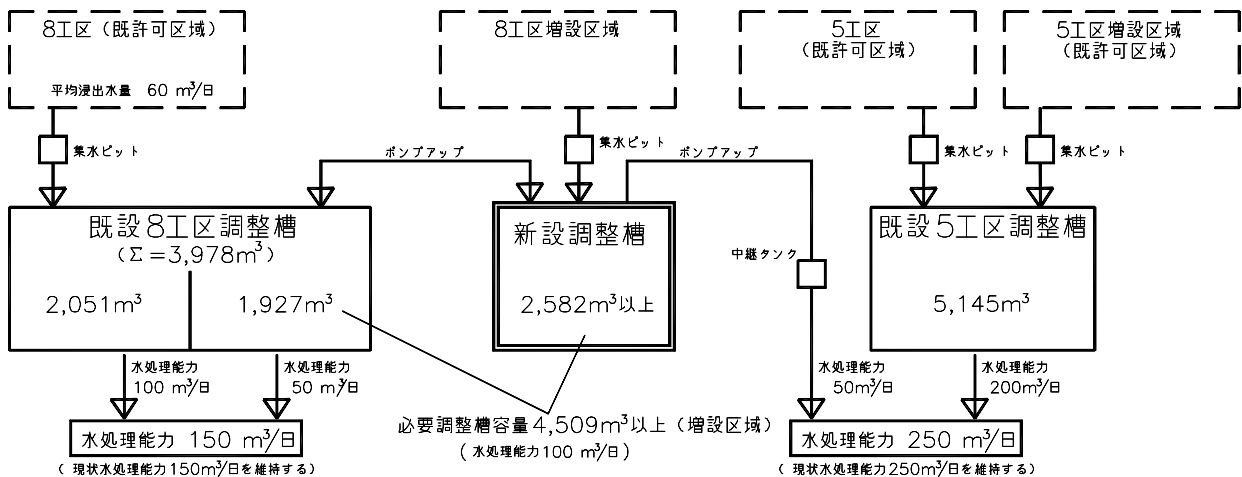 8工区（既許可区域）
平均浸出水量 60 m³/日
8工区増設区域
5工区
（既許可区域）
5工区増設区域
（既許可区域）
集水ピット
ポンプアップ
集水ピット
ポンプアップ
集水ピット
集水ピット
既設8工区調整槽
（Σ＝3,978m³）
2,051m³
1,927m³
新設調整槽
2,582m³以上
中継タンク
既設5工区調整槽
5,145m³
水処理能力
100 m³/日
水処理能力
50 m³/日
水処理能力
50m³/日
水処理能力
200m³/日
必要調整槽容量4,509m³以上（増設区域）
（水処理能力100 m³/日）
水処理能力 150 m³/日
（現状水処理能力150m³/日を維持する）
水処理能力 250 m³/日
（現状水処理能力250m³/日を維持する）